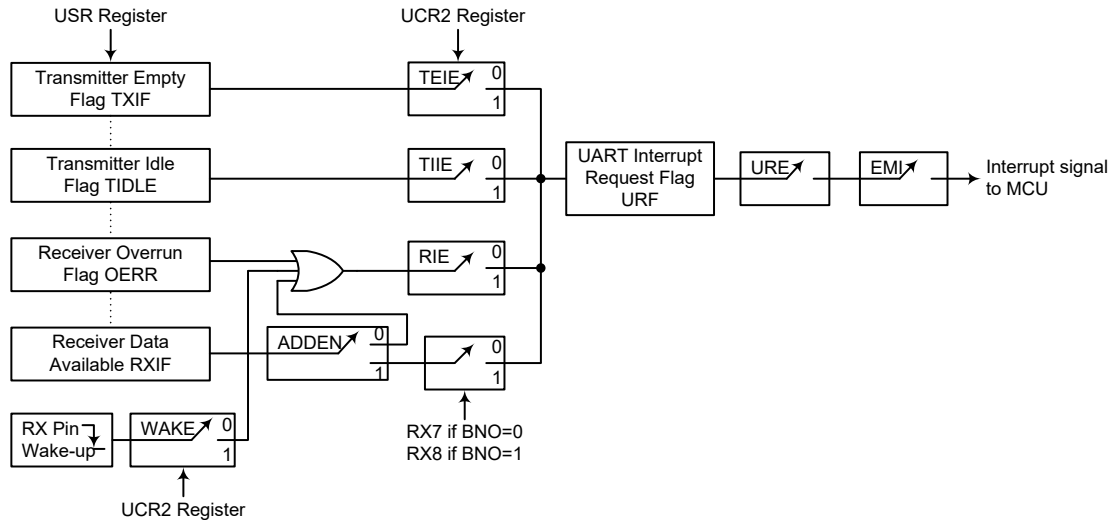 USR Register
UCR2 Register
Transmitter Empty
Flag TXIF
TEIE
0
1
Transmitter Idle
Flag TIDLE
TIIE
0
1
UART Interrupt
Request Flag
URF
URE
EMI
Interrupt signal
to MCU
Receiver Overrun
Flag OERR
RIE
0
1
Receiver Data
Available RXIF
ADDEN
0
1
0
1
RX7 if BNO=0
RX8 if BNO=1
RX Pin
Wake-up
WAKE
0
1
UCR2 Register